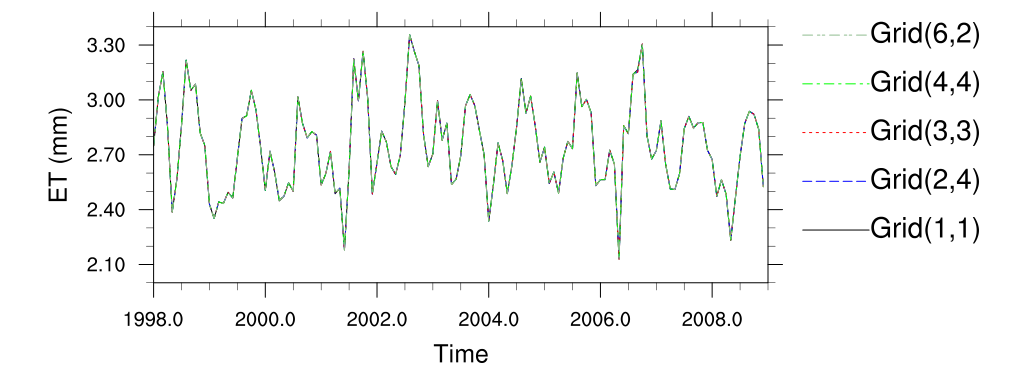 3.30
3.00
2.70
2.40
2.10
ET (mm)
1998.0 2000.0 2002.0 2004.0 2006.0 2008.0
Time
Grid(6,2)
Grid(4,4)
Grid(3,3)
Grid(2,4)
Grid(1,1)